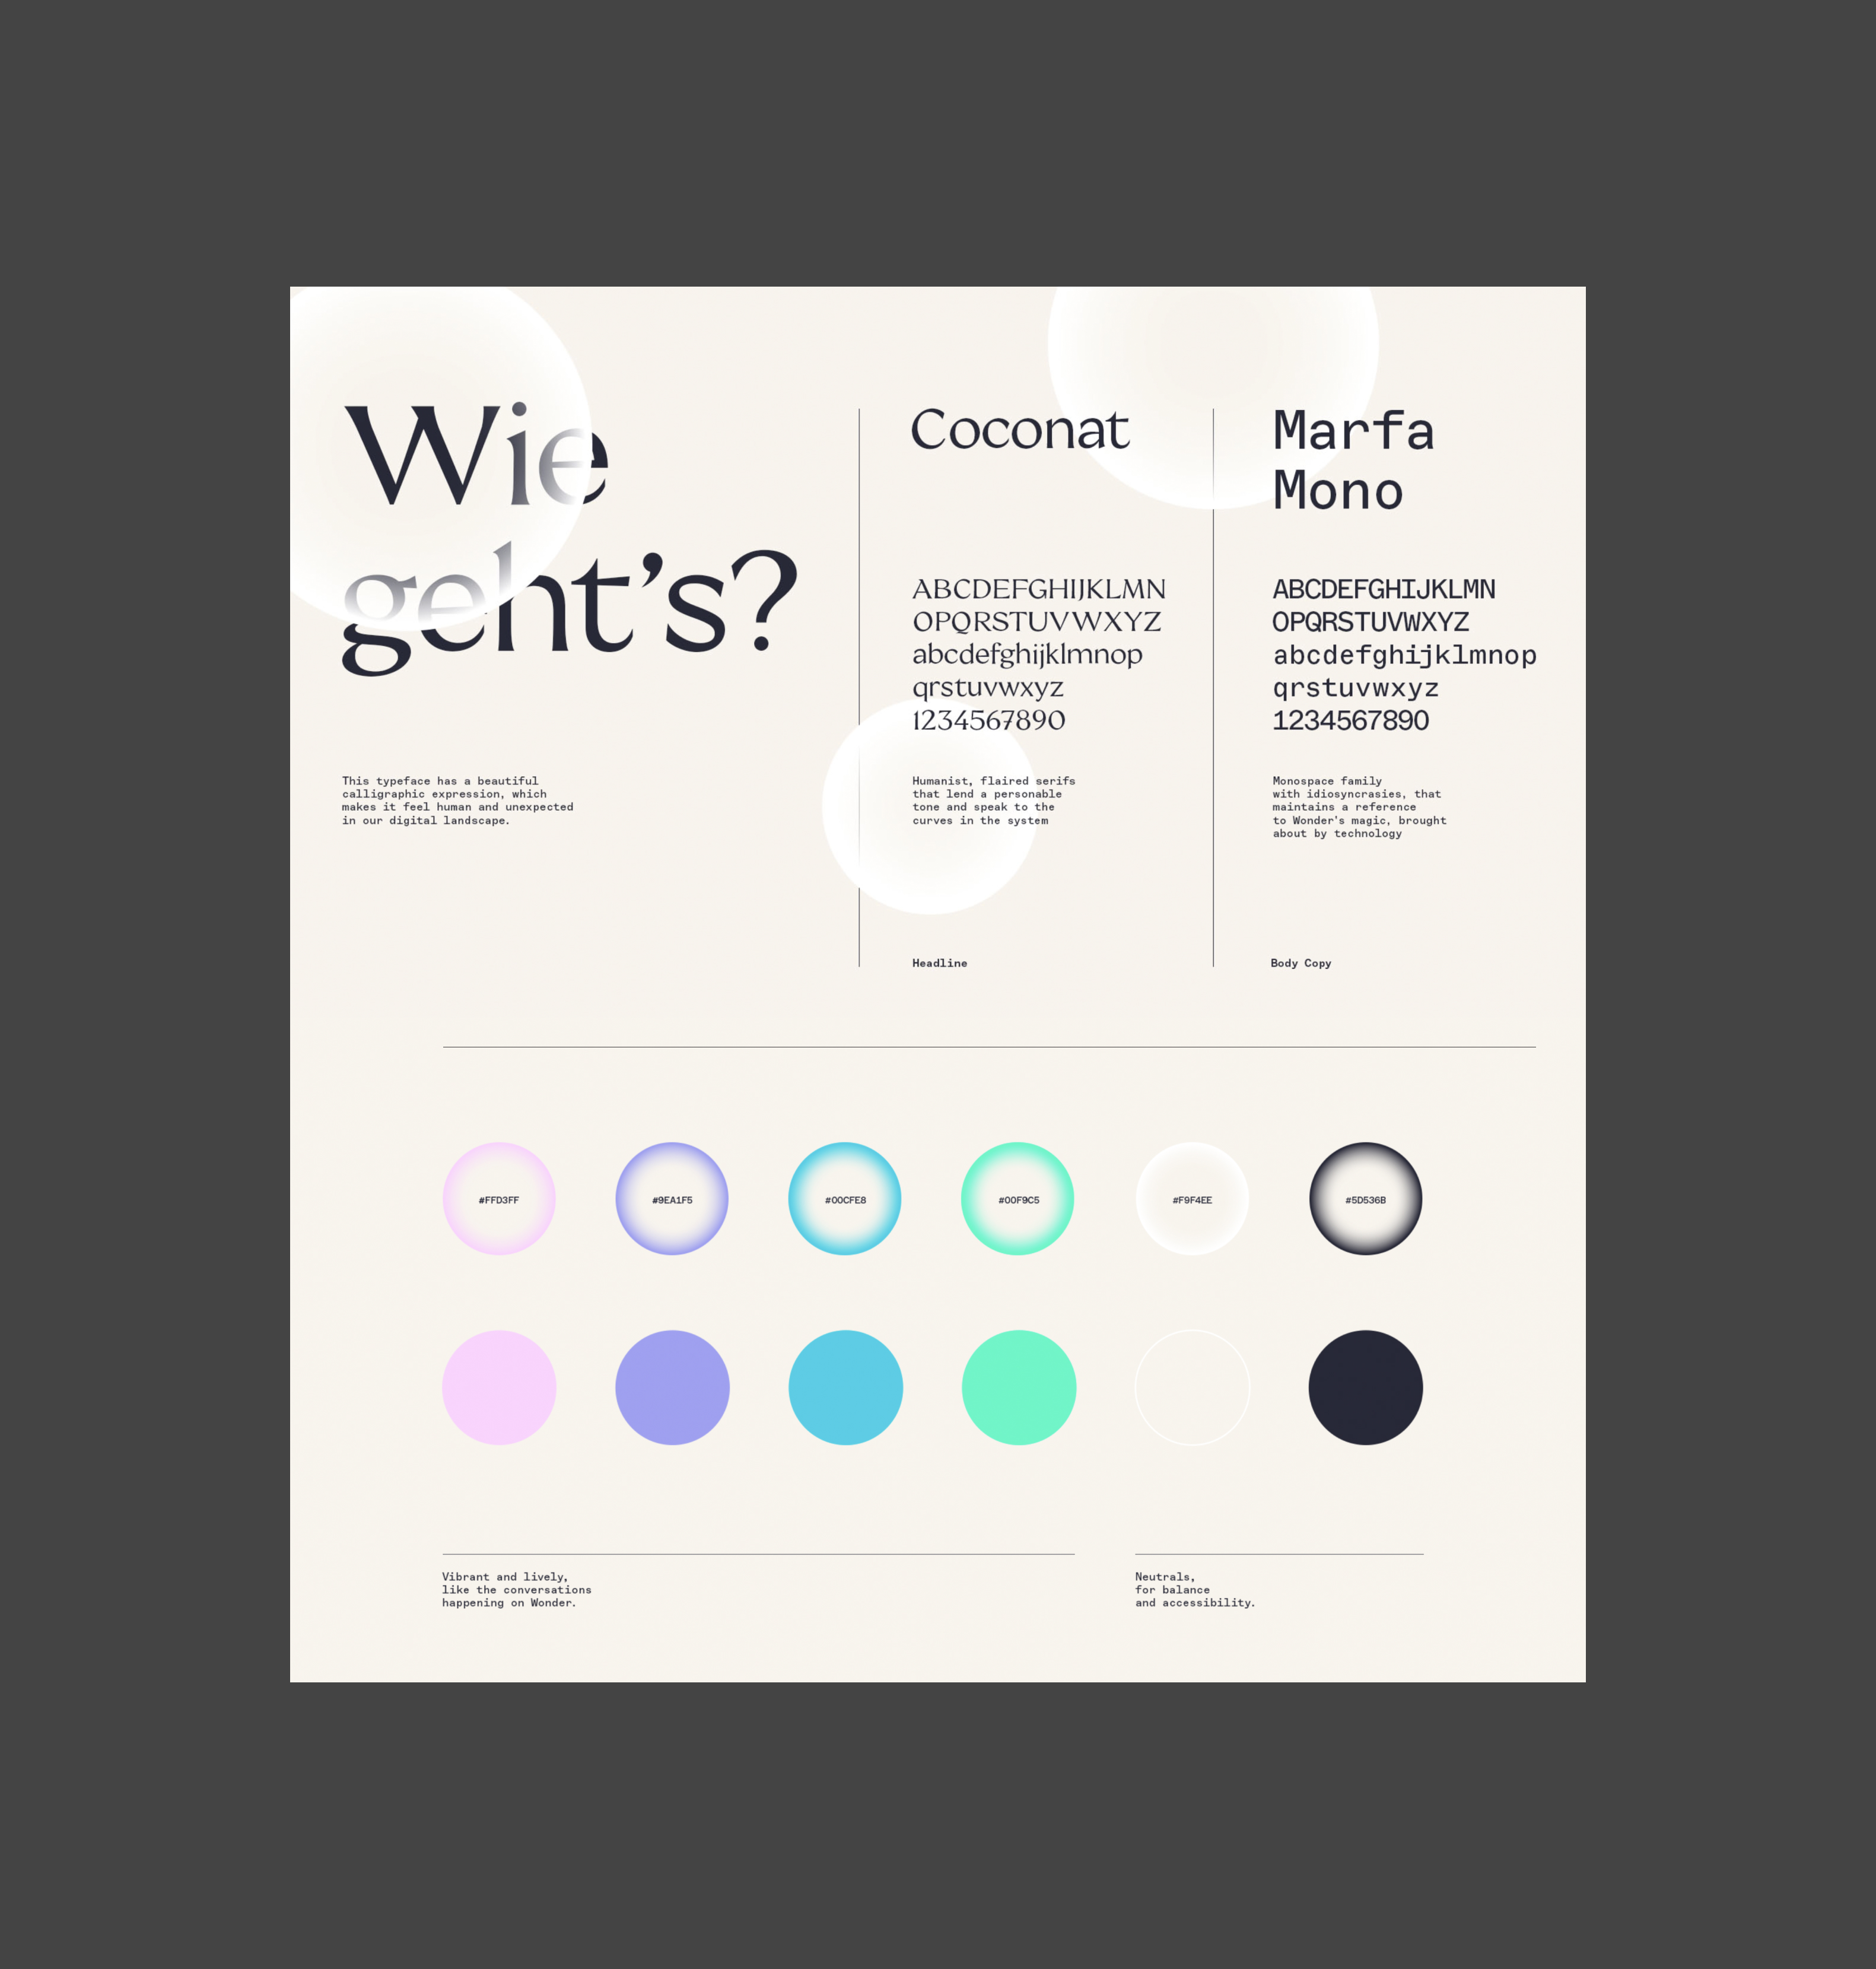 Wie
geht’s?
This typeface has a beautiful
calligraphic expression, which
makes it feel human and unexpected
in our digital landscape.
Coconat
ABCDEFGHIJKLMN
OPQRSTUVWXYZ
abcdefghijklmnop
qrstuvwxyz
1234567890
Humanist, flaired serifs
that lend a personable
tone and speak to the
curves in the system
Headline
Marfa
Mono
ABCDEFGHIJKLMN
OPQRSTUVWXYZ
abcdefghijklmnop
qrstuvwxyz
1234567890
Monospace family
with idiosyncrasies, that
maintains a reference
to Wonder's magic, brought
about by technology
Body Copy
#FFD3FF
#9EA1F5
#00CFE8
#00F9C5
#F9F4EE
#5D536B
Vibrant and lively,
like the conversations
happening on Wonder.
Neutrals,
for balance
and accessibility.